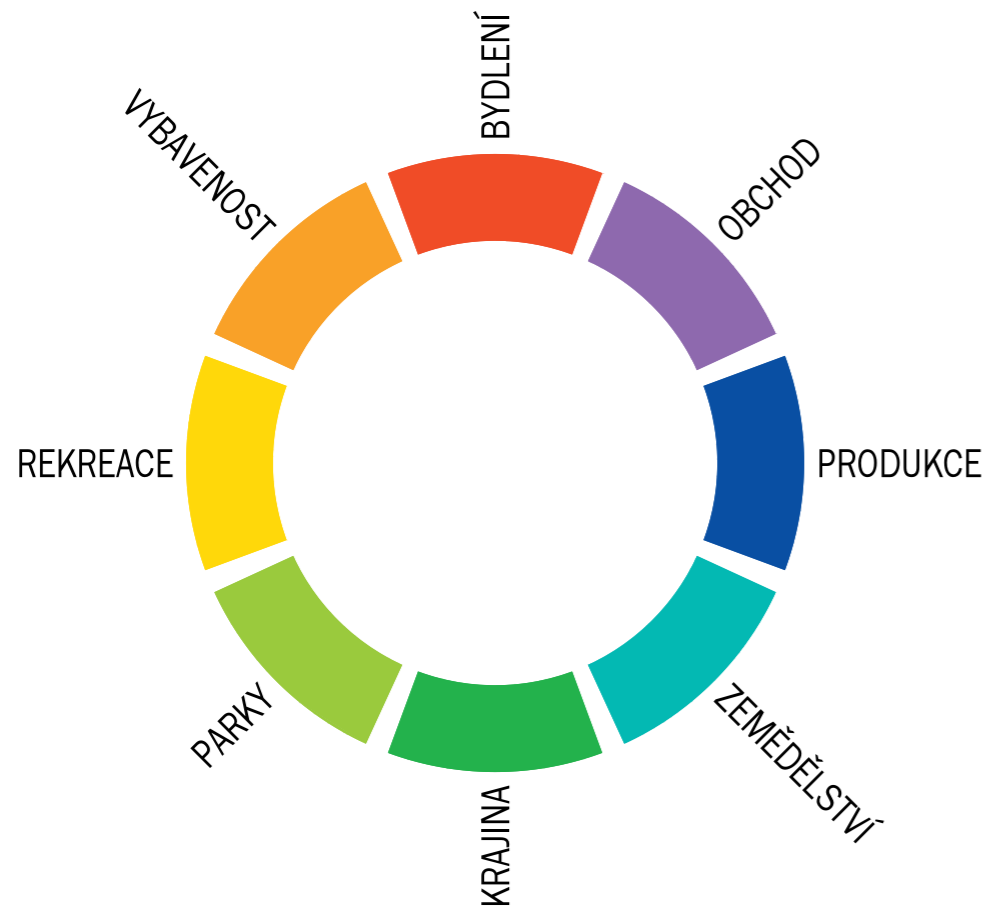 BYDLENÍ
OBCHOD
PRODUKCE
ZEMĚDĚLSTVÍ
KRAJINA
PARKY
REKREACE
VYBAVENOST